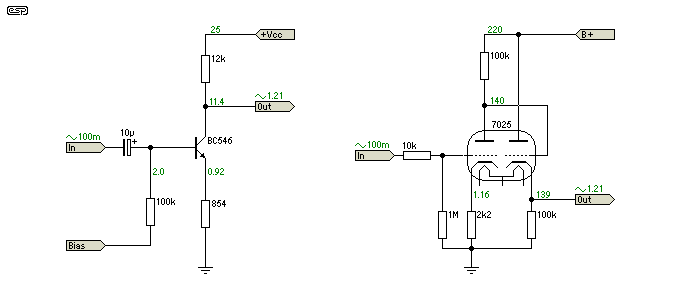 esp
25
+Vcc
12k
11.4
~1.21
Out
~100m
In
10µ
+
BC546
2.0
0.92
100k
854
Bias
220
B+
100k
140
7025
~100m
In
10k
1.16
139
~1.21
Out
1M
2k2
100k